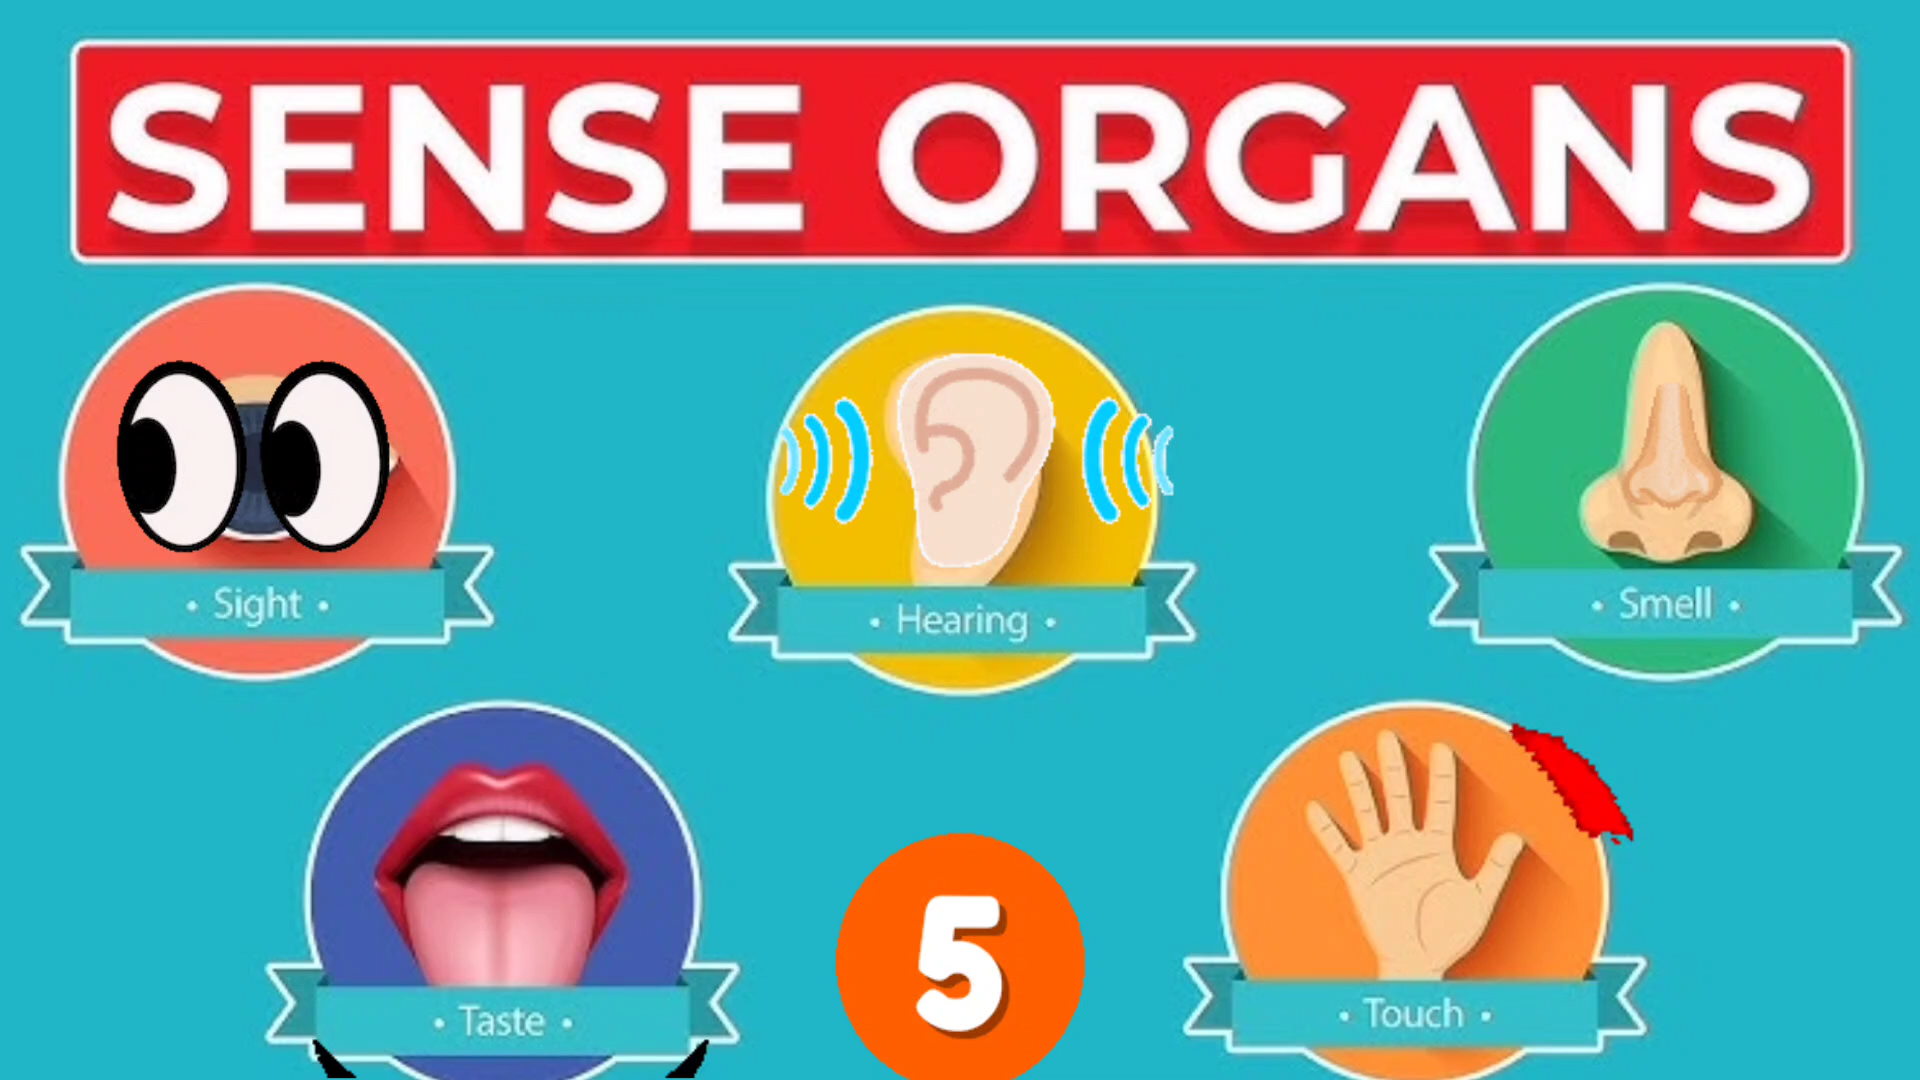 SENSE ORGANS
• Sight •
• Hearing •
• Smell •
• Taste •
5
• Touch •